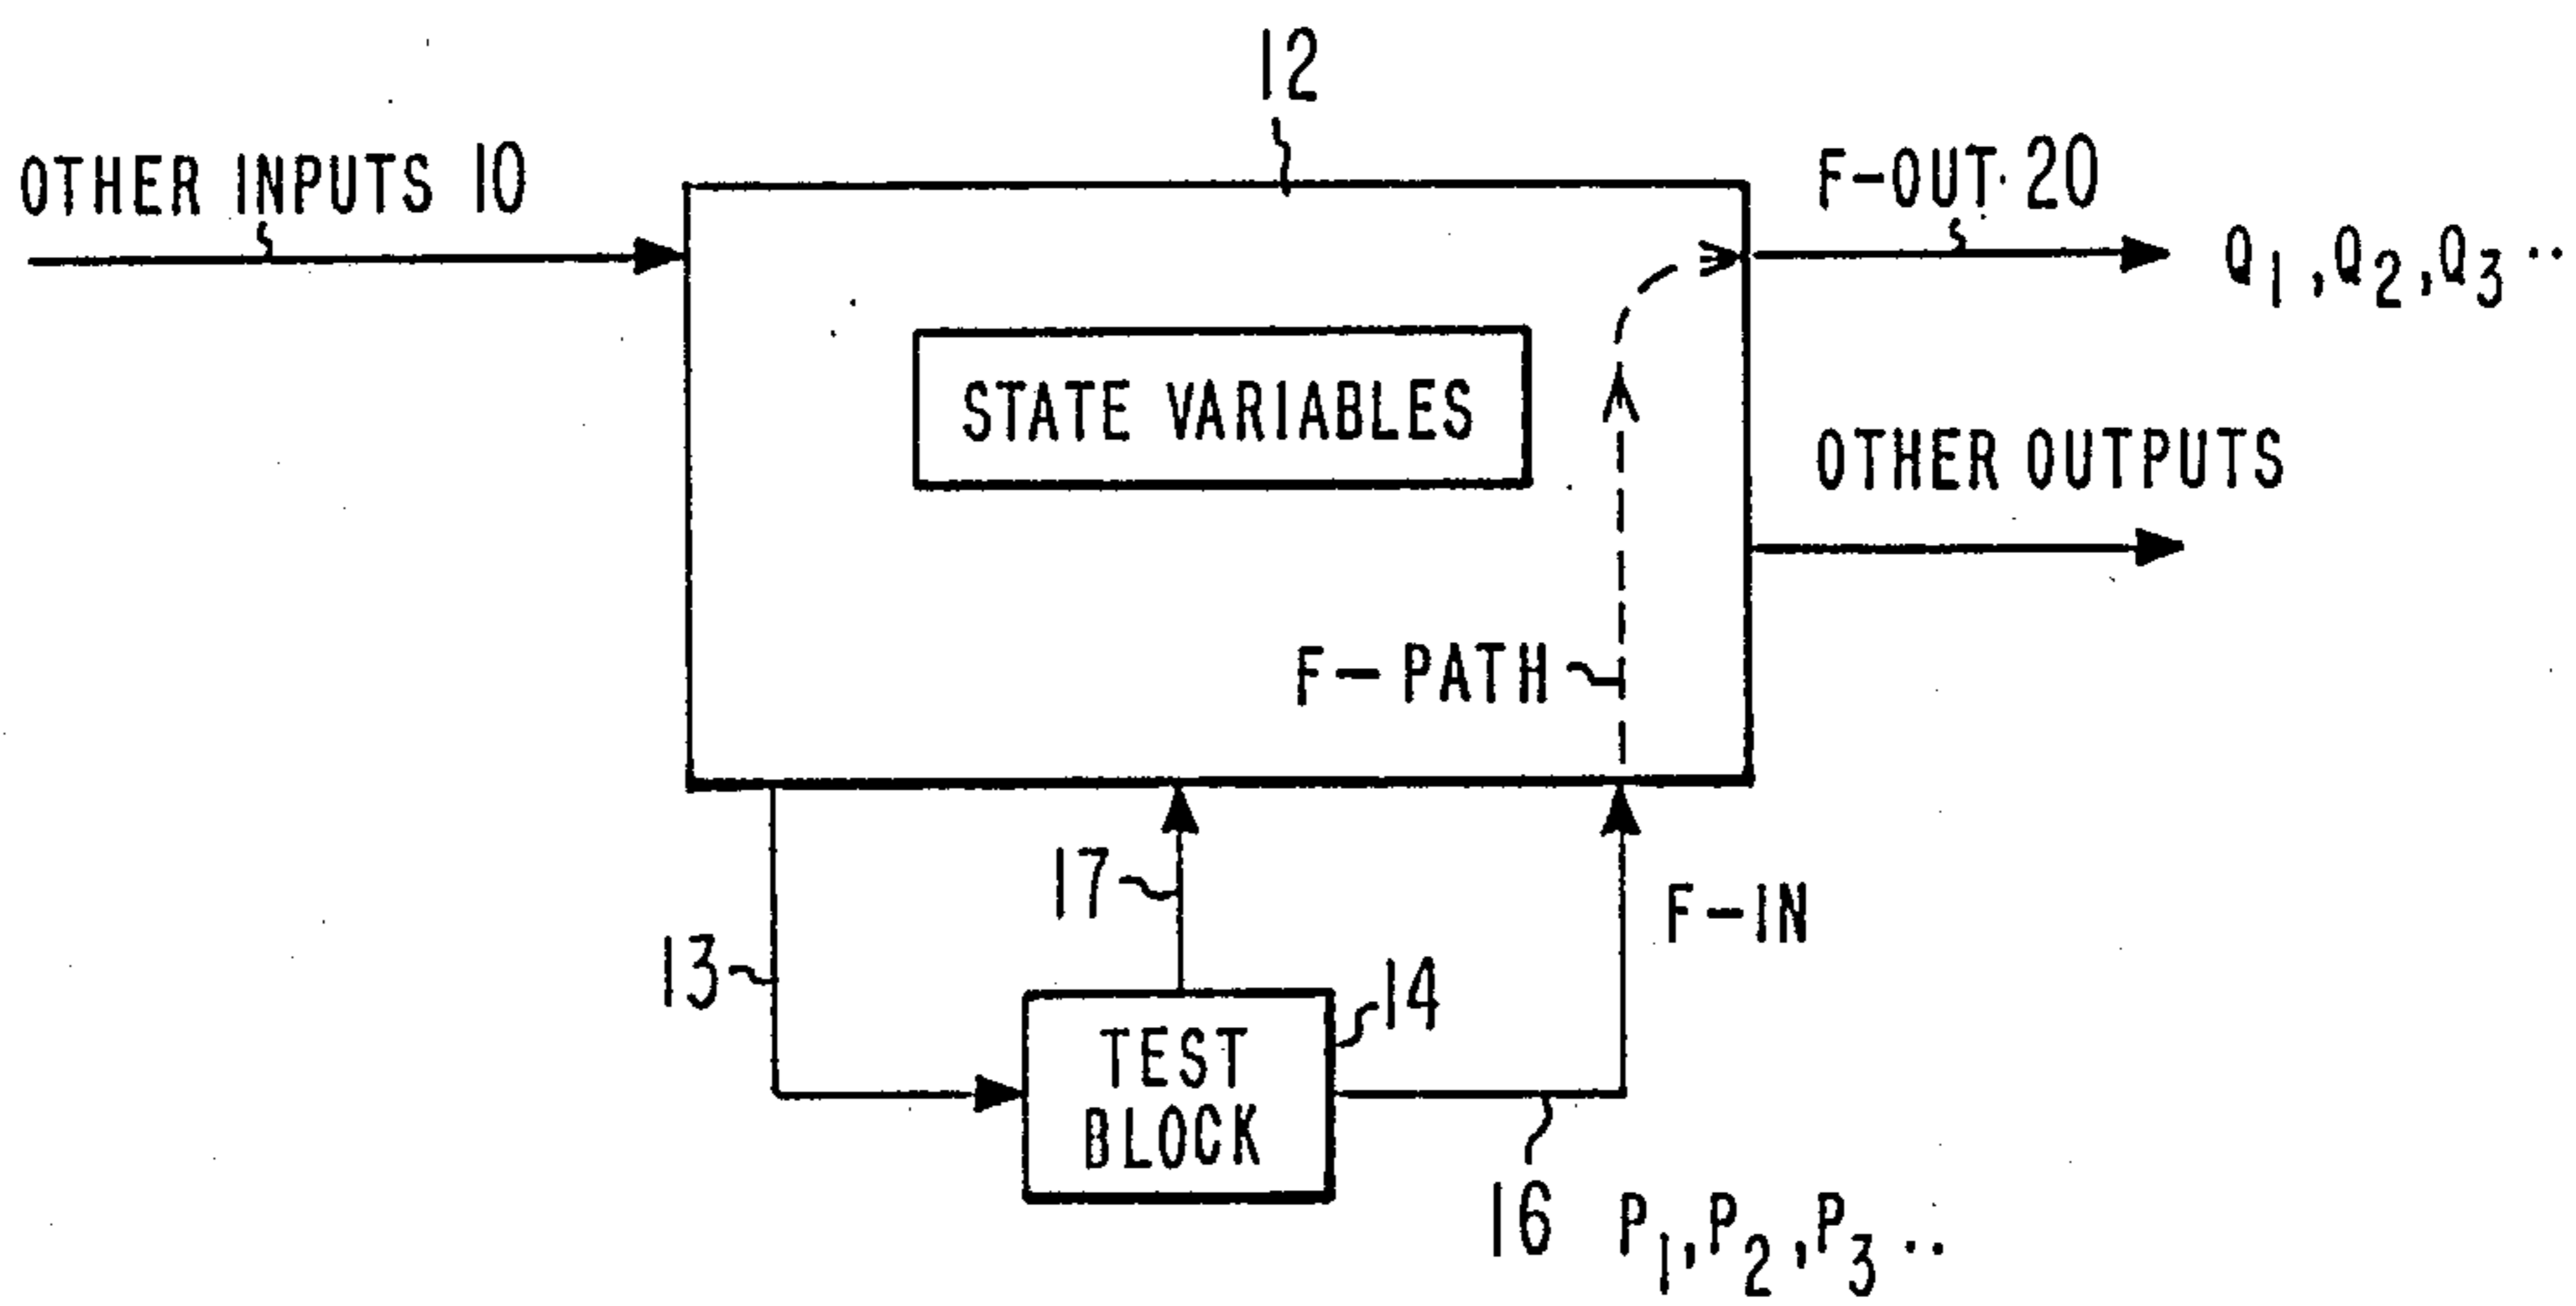 12
OTHER INPUTS 10
F-OUT 20
Q1,Q2,Q3..
STATE VARIABLES
OTHER OUTPUTS
F- PATH
17
F-IN
13
14
TEST
BLOCK
16 P1,P2,P3..